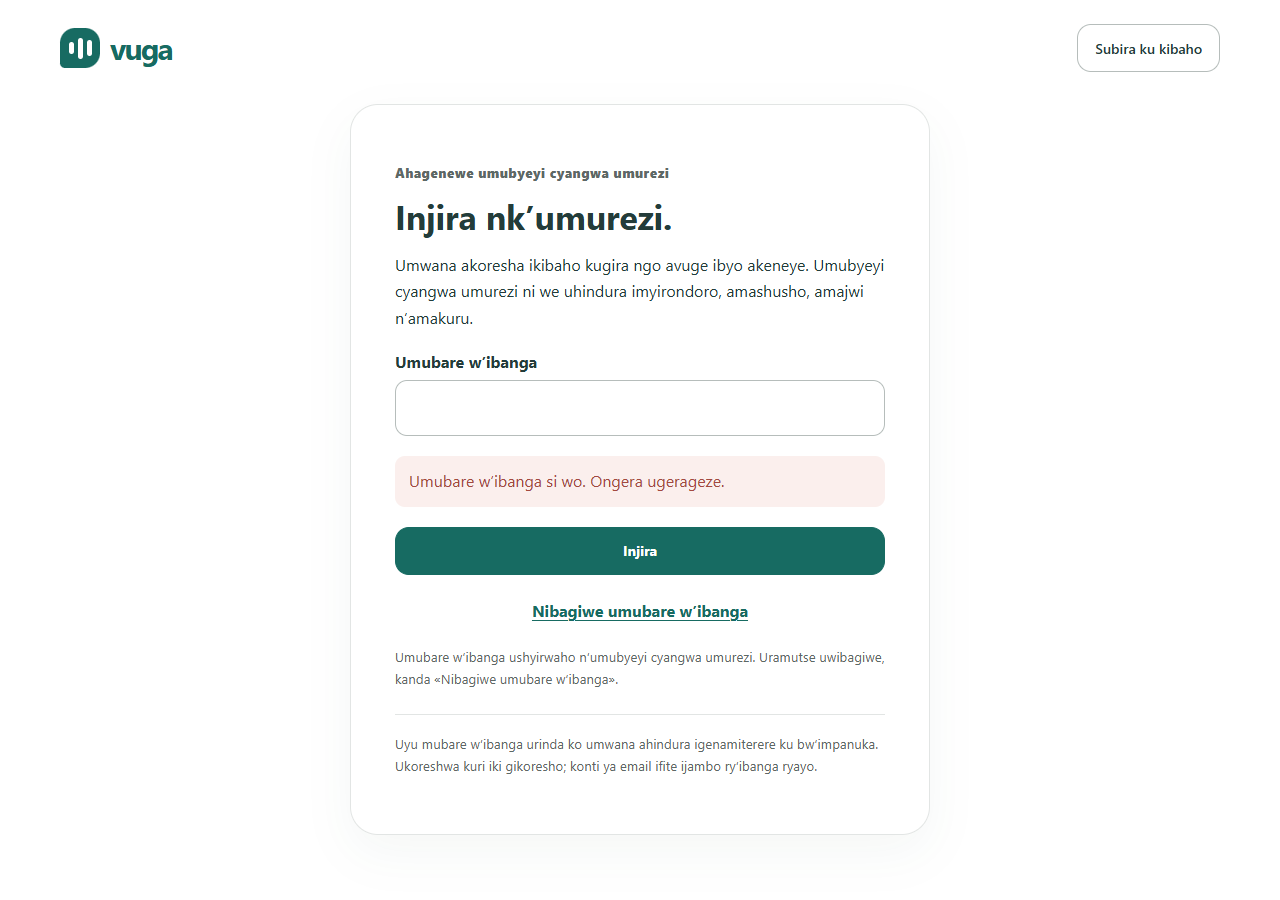 vuga
Subira ku kibaho
Ahagenewe umubyeyi cyangwa umurezi
Injira nk’umurezi.
Umwana akoresha ikibaho kugira ngo avuge ibyo akeneye. Umubyeyi
cyangwa umurezi ni we uhindura imyirondoro, amashusho, amajwi
n’amakuru.
Umubare w’ibanga
Umubare w’ibanga si wo. Ongera ugerageze.
Injira
Nibagiwe umubare w’ibanga
Umubare w’ibanga ushyirwaho n’umubyeyi cyangwa umurezi. Uramutse uwibagiwe,
kanda «Nibagiwe umubare w’ibanga».
Uyu mubare w’ibanga urinda ko umwana ahindura igenamiterere ku bw’impanuka.
Ukoreshwa kuri iki gikoresho; konti ya email ifite ijambo ry’ibanga ryayo.